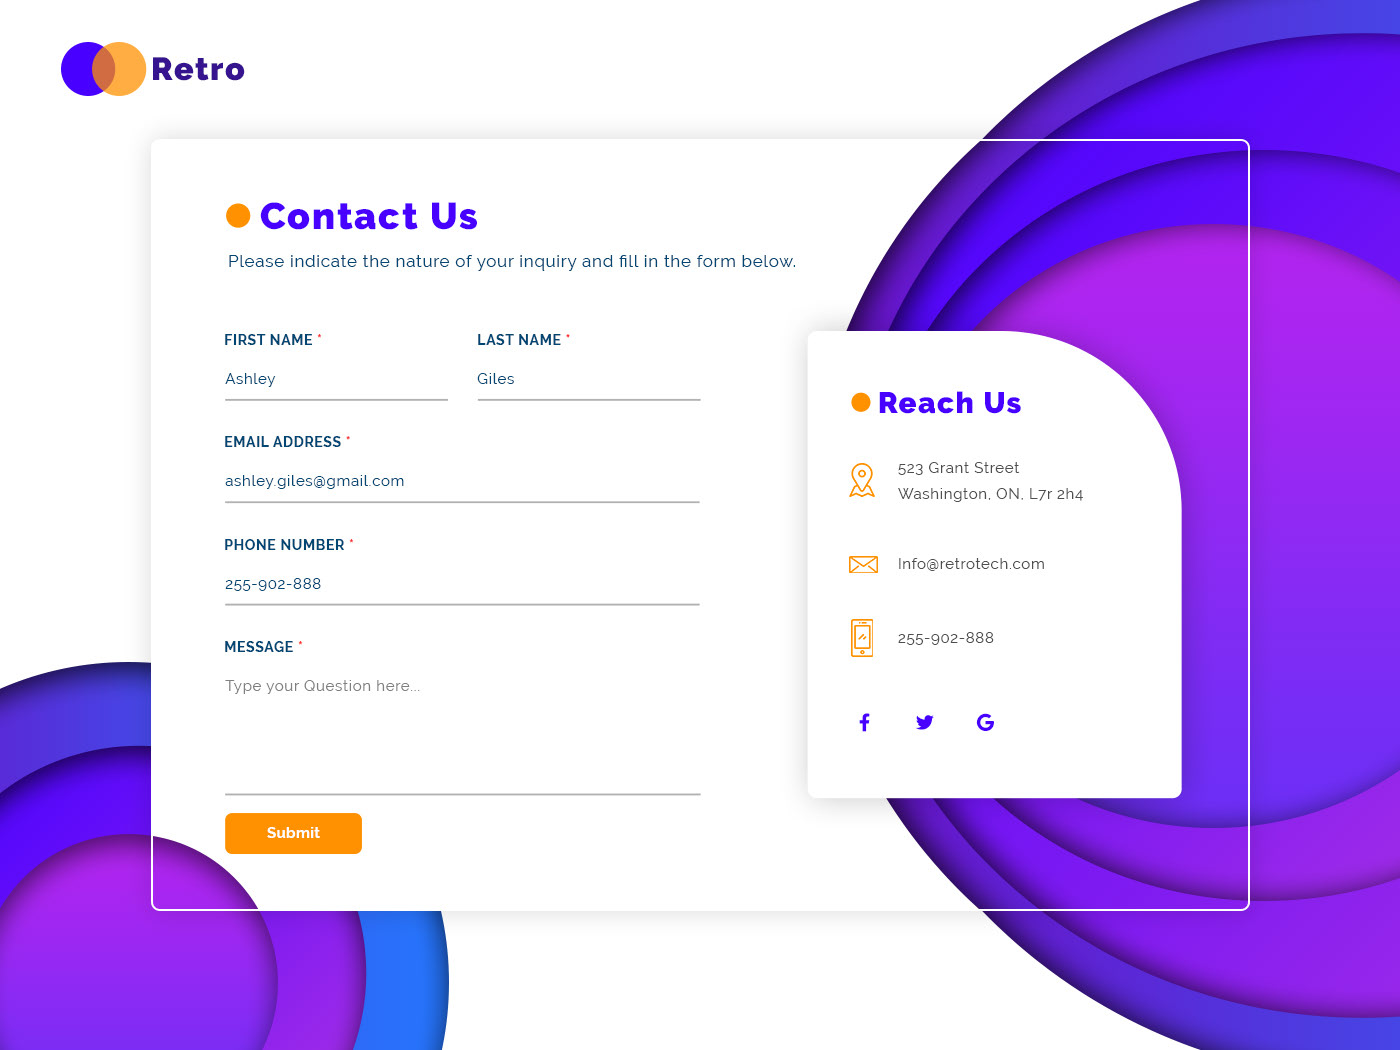 Retro
Contact Us
Please indicate the nature of your inquiry and fill in the form below.
FIRST NAME *
LAST NAME *
Ashley
Giles
EMAIL ADDRESS *
ashley.giles@gmail.com
PHONE NUMBER *
255-902-888
MESSAGE *
Type your Question here...
Submit
Reach Us
523 Grant Street
Washington, ON, L7r 2h4
Info@retrotech.com
255-902-888